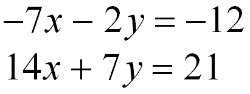 −7x − 2y = −12
14x + 7y = 21